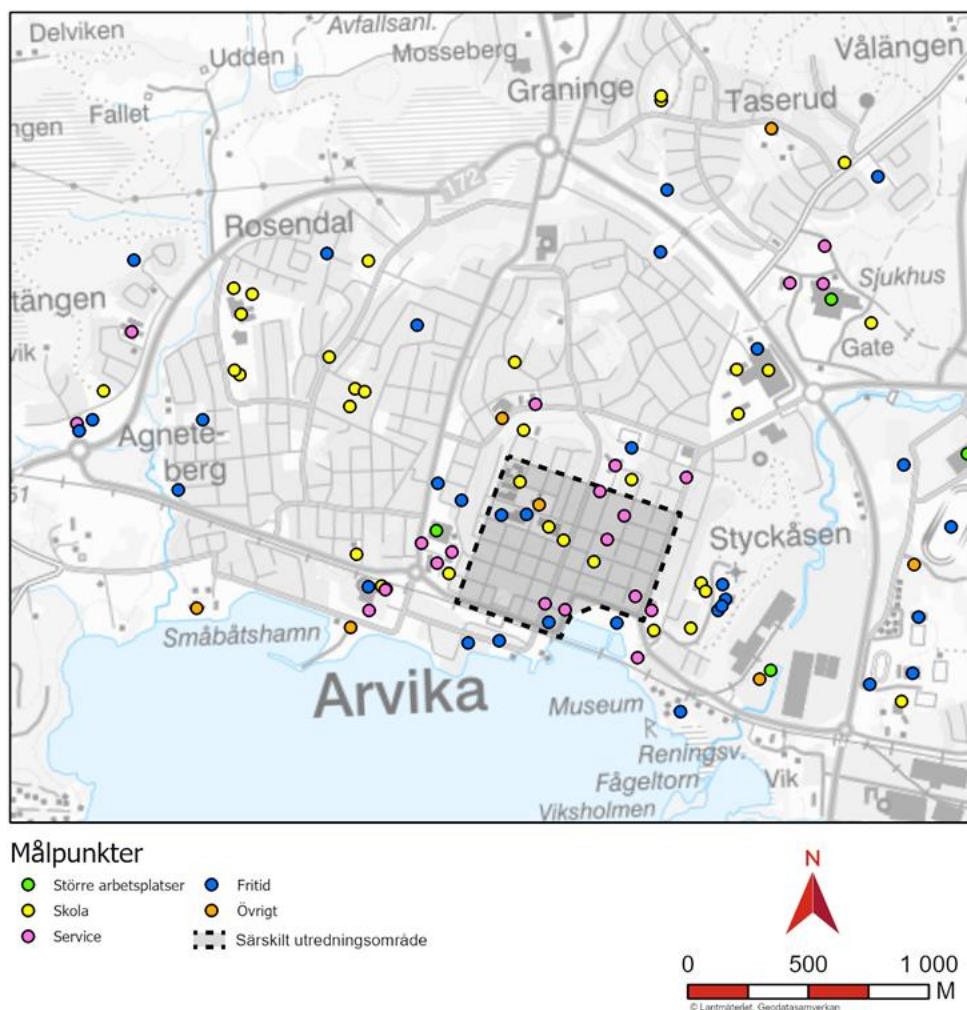 Delviken
Avfallsanl.
Udden
Mosseberg
Vålängen
Graninge
Taserud
Fallet
ngen
172
Rosendal
Sjukhus
tängen
vik
Gate
Agnete-
berg
51
Styckåsen
Småbåtshamn
Arvika
Museum
R
Reningsv.
Vik
Fågeltorn
Viksholmen
Målpunkter
Större arbetsplatser
Fritid
Skola
Övrigt
Service
Särskilt utredningsområde
N
0 500 1 000
M
© Lantmäteriet, Geodatasamverkan